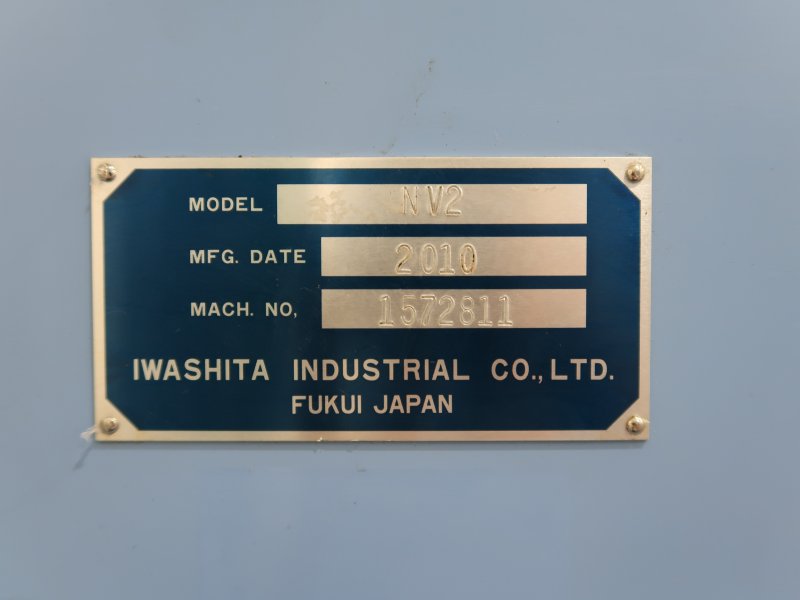 MODEL NV2
MFG. DATE 2010
MACH. NO, 1572811
IWASHITA INDUSTRIAL CO.,LTD.
FUKUI JAPAN